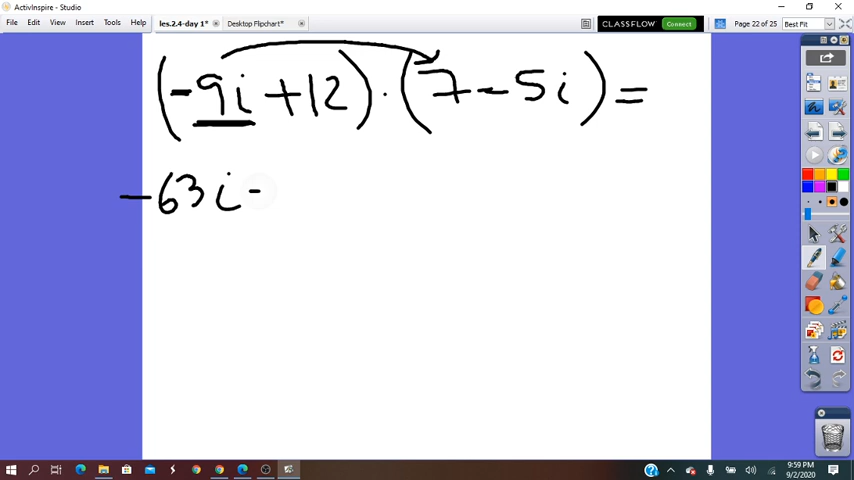 ActivInspire - Studio
File Edit View Insert Tools Help les.2.4-day 1* Desktop Flipchart* CLASSFLOW Connect Page 22 of 25 Best Fit
(-9i+12)·(7-5i)=
-63i-
9:59 PM
9/2/2020